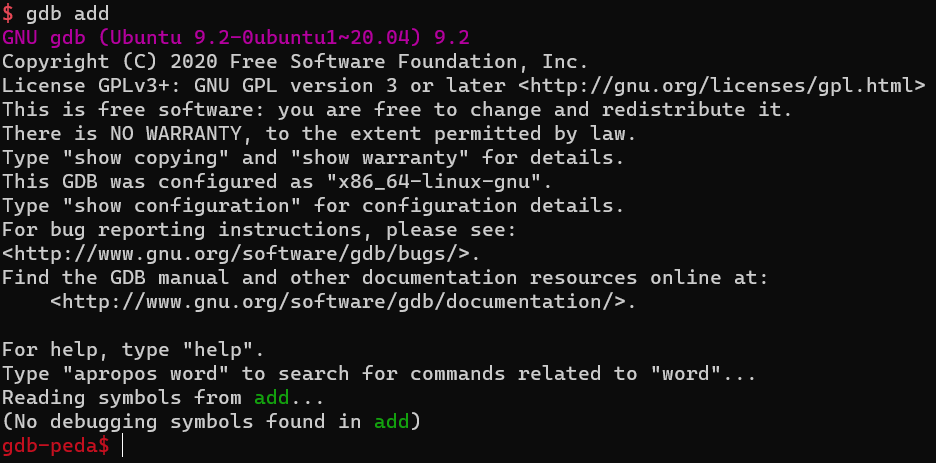 $ gdb add
GNU gdb (Ubuntu 9.2-0ubuntu1~20.04) 9.2
Copyright (C) 2020 Free Software Foundation, Inc.
License GPLv3+: GNU GPL version 3 or later <http://gnu.org/licenses/gpl.html>
This is free software: you are free to change and redistribute it.
There is NO WARRANTY, to the extent permitted by law.
Type "show copying" and "show warranty" for details.
This GDB was configured as "x86_64-linux-gnu".
Type "show configuration" for configuration details.
For bug reporting instructions, please see:
<http://www.gnu.org/software/gdb/bugs/>.
Find the GDB manual and other documentation resources online at:
    <http://www.gnu.org/software/gdb/documentation/>.

For help, type "help".
Type "apropos word" to search for commands related to "word"...
Reading symbols from add...
(No debugging symbols found in add)
gdb-peda$